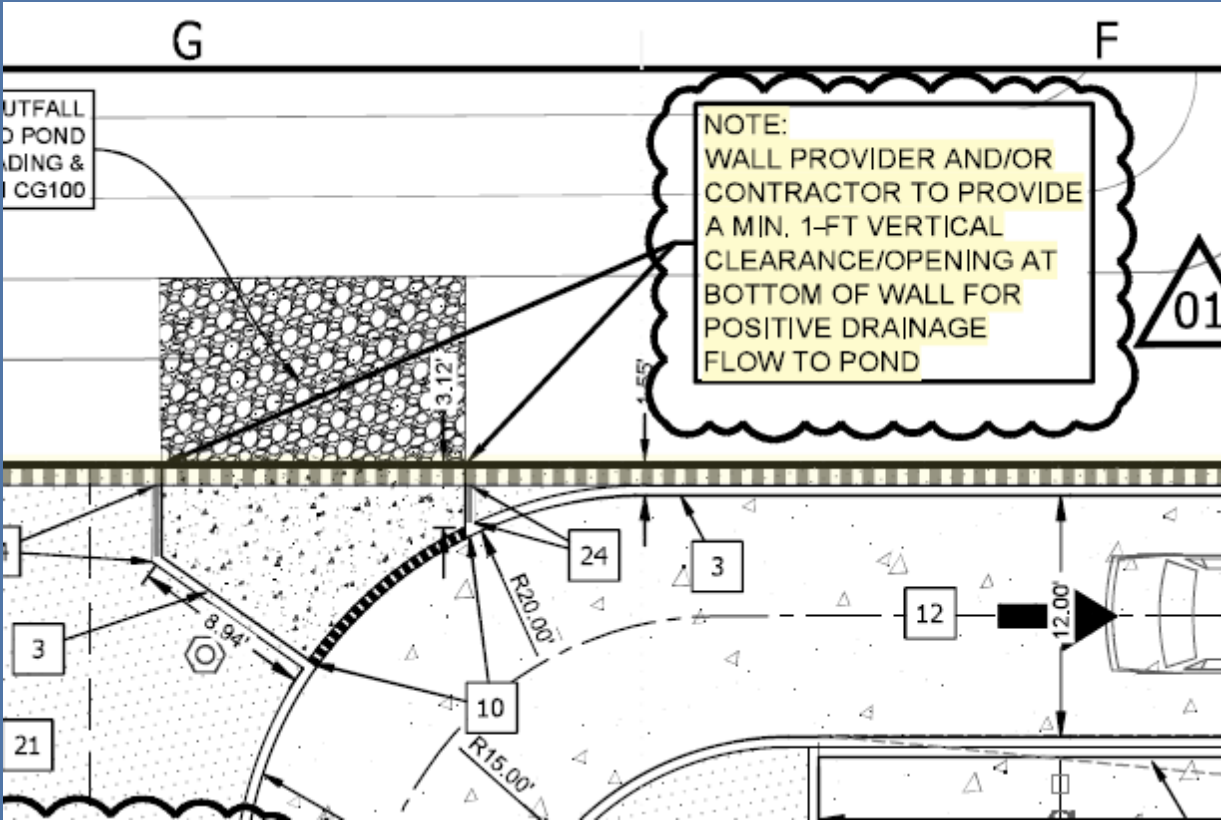 G
F
UTFALL
O POND
ADING &
CG100
NOTE:
WALL PROVIDER AND/OR
CONTRACTOR TO PROVIDE
A MIN. 1-FT VERTICAL
CLEARANCE/OPENING AT
BOTTOM OF WALL FOR
POSITIVE DRAINAGE
FLOW TO POND
01
3.12'
1.55'
24
3
R20.00'
12
12.00'
8.94'
3
10
21
R15.00'